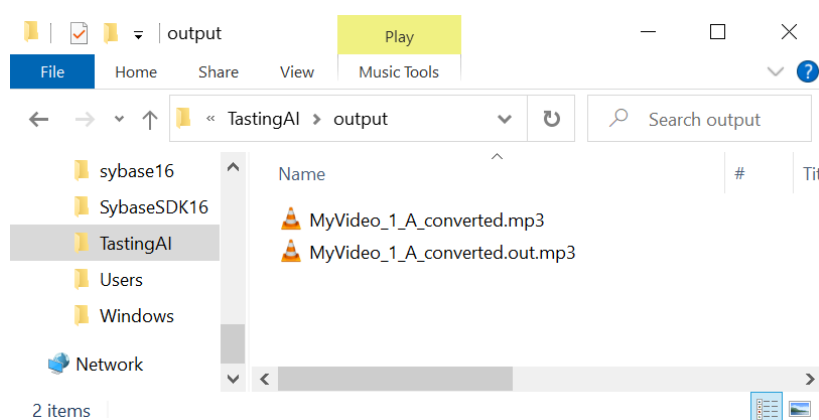 output
Play
File Home Share View Music Tools
?
« TastingAI > output
Search output
sybase16
SybaseSDK16
TastingAI
Users
Windows
Network
Name # Tit
MyVideo_1_A_converted.mp3
MyVideo_1_A_converted.out.mp3
2 items